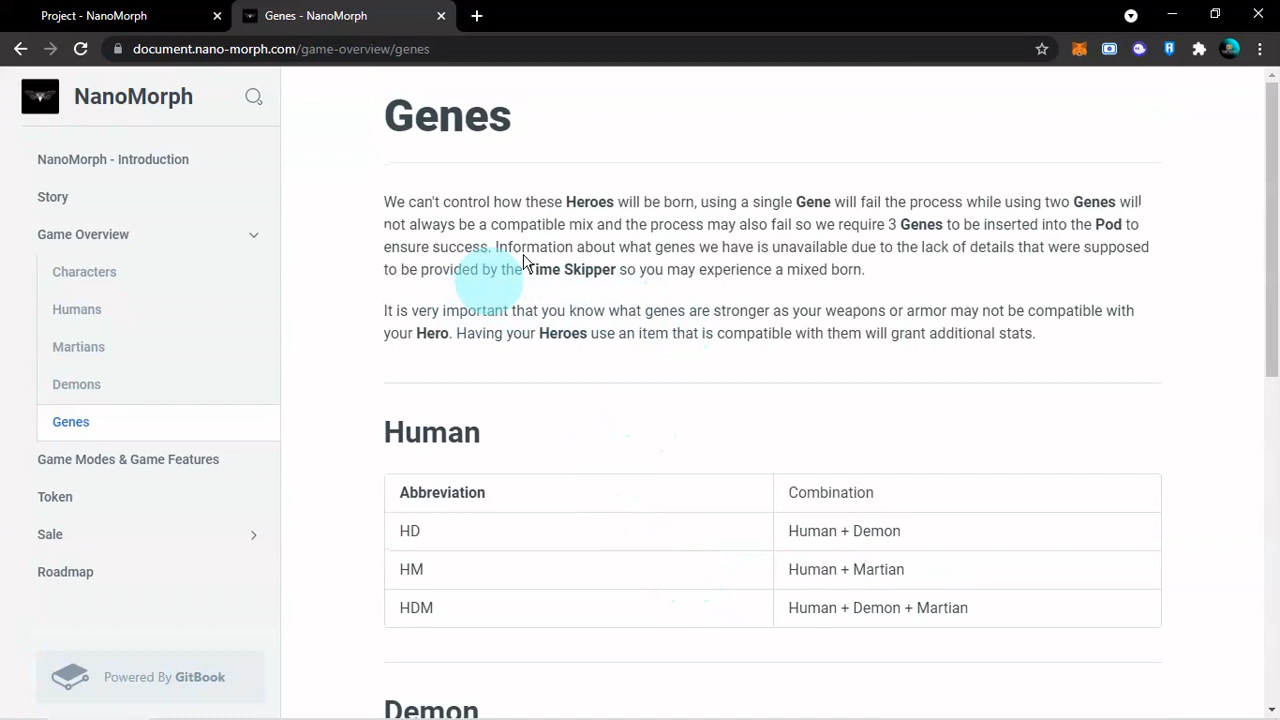 Project - NanoMorph
Genes - NanoMorph
document.nano-morph.com/game-overview/genes
NanoMorph
NanoMorph - Introduction
Story
Game Overview
Characters
Humans
Martians
Demons
Genes
Game Modes & Game Features
Token
Sale
Roadmap
Powered By GitBook
Genes
We can't control how these Heroes will be born, using a single Gene will fail the process while using two Genes will
not always be a compatible mix and the process may also fail so we require 3 Genes to be inserted into the Pod to
ensure success. Information about what genes we have is unavailable due to the lack of details that were supposed
to be provided by the Time Skipper so you may experience a mixed born.
It is very important that you know what genes are stronger as your weapons or armor may not be compatible with
your Hero. Having your Heroes use an item that is compatible with them will grant additional stats.
Human
Abbreviation Combination
HD Human + Demon
HM Human + Martian
HDM Human + Demon + Martian
Demon